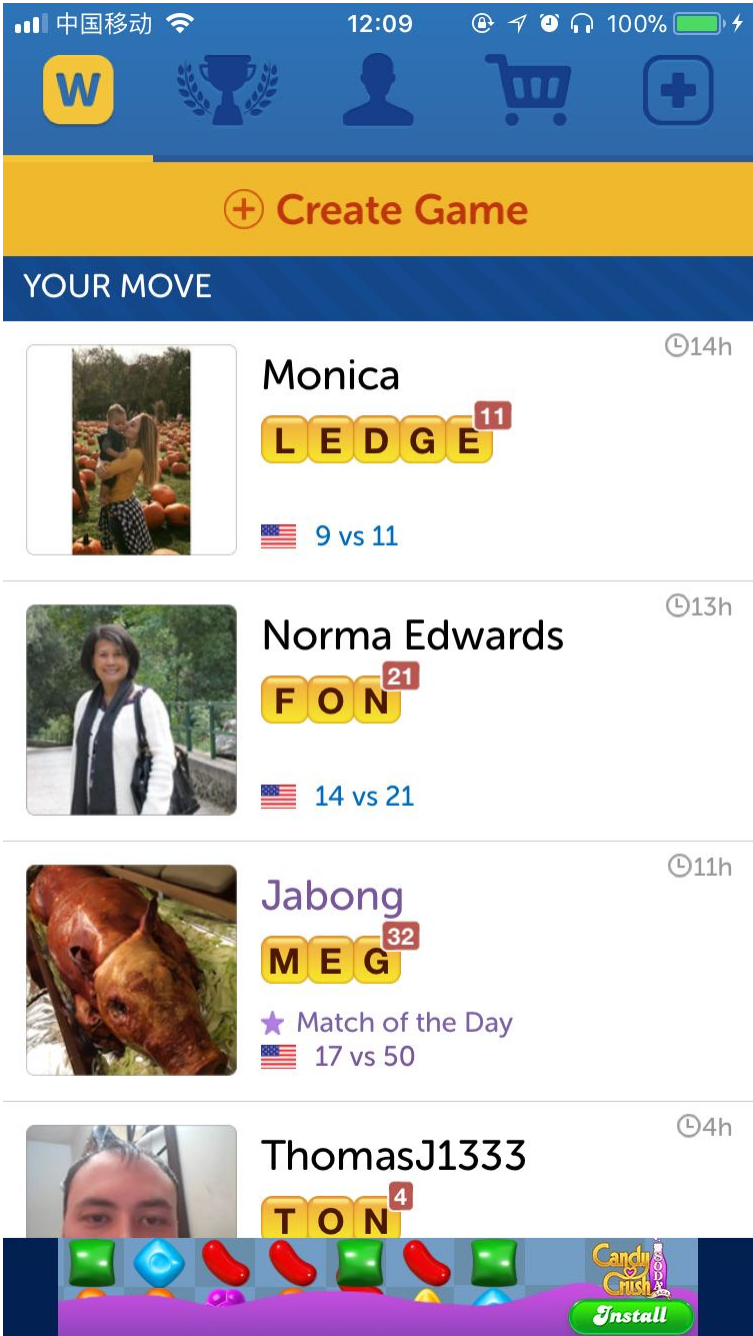 中国移动 12:09 100%
W
Create Game
YOUR MOVE
14h
Monica
LEDGE 11
9 vs 11
13h
Norma Edwards
FON 21
14 vs 21
11h
Jabong
MEG 32
Match of the Day
17 vs 50
4h
ThomasJ1333
TON 4
Candy
Crush
SODA
SAGA
Install